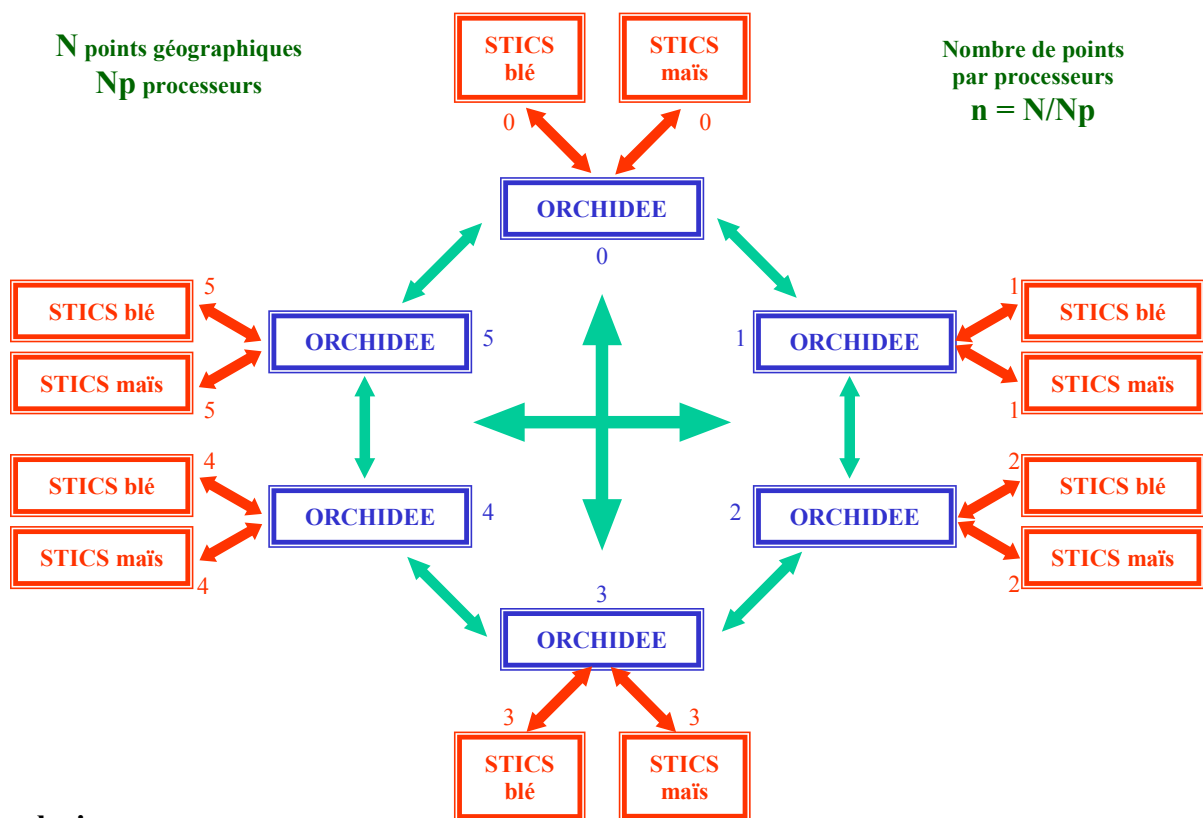 N points géographiques
Np processeurs
STICS
blé
STICS
maïs
Nombre de points
par processeurs
n = N/Np
0
0
ORCHIDEE
0
5
STICS blé
STICS maïs
5
ORCHIDEE
5
1
ORCHIDEE
1
STICS blé
STICS maïs
1
4
STICS blé
STICS maïs
4
ORCHIDEE
4
2
ORCHIDEE
2
STICS blé
STICS maïs
2
3
ORCHIDEE
3
3
STICS
blé
STICS
maïs